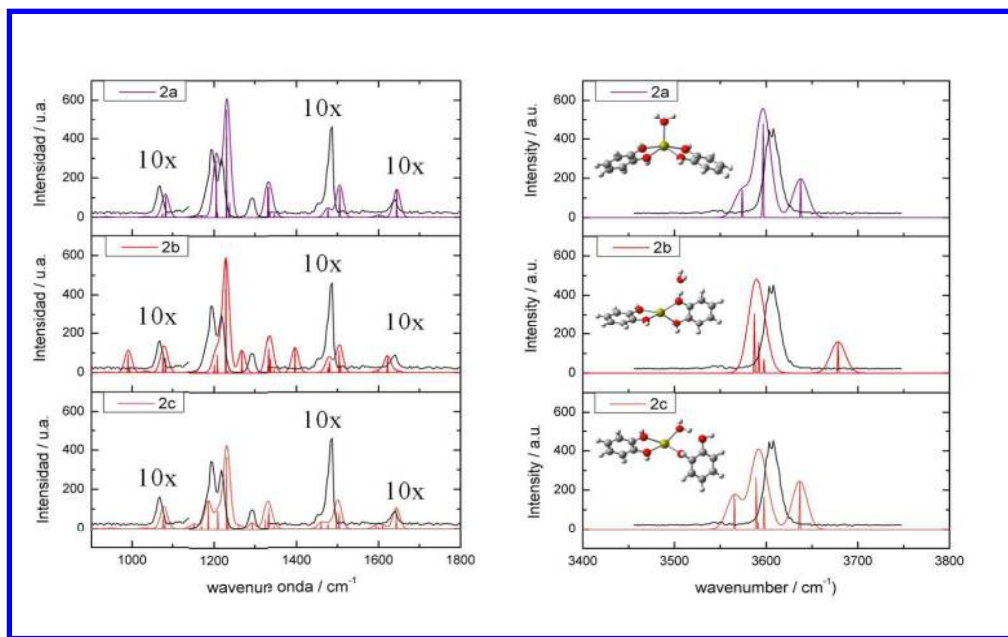 2a
10x
10x
10x
Intensidad / u.a.
600
400
200
0
2b
10x
10x
10x
Intensidad / u.a.
600
400
200
0
2c
10x
10x
10x
Intensidad / u.a.
600
400
200
0
1000 1200 1400 1600 1800
wavenur onda / cm-1
2a
Intensity / a.u.
600
400
200
0
2b
Intensity / a.u.
600
400
200
0
2c
Intensity / a.u.
600
400
200
0
3400 3500 3600 3700 3800
wavenumber / cm-1)